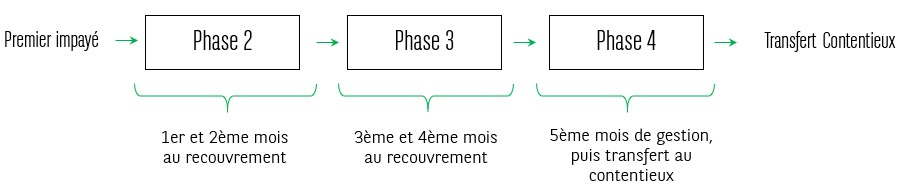 Premier impayé
Phase 2
Phase 3
Phase 4
Transfert Contentieux
1er et 2ème mois
au recouvrement
3ème et 4ème mois
au recouvrement
5ème mois de gestion,
puis transfert au
contentieux